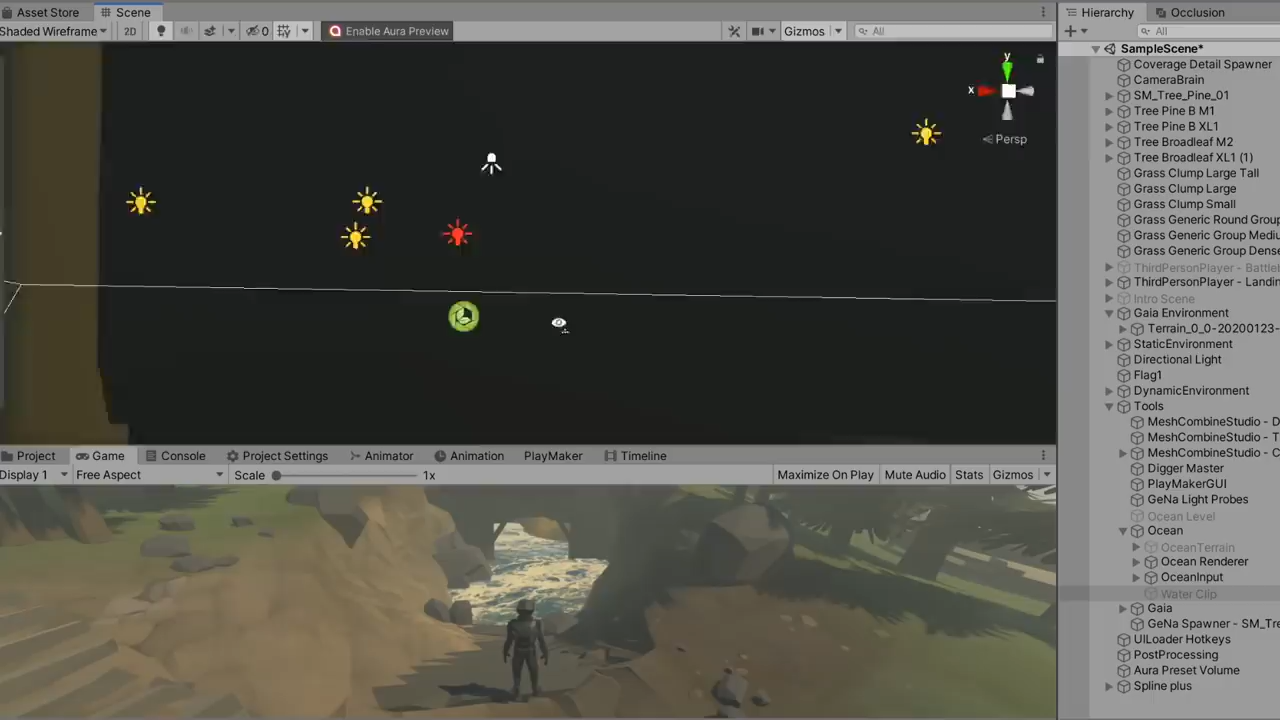 Asset Store
Scene
Shaded Wireframe
2D
0
Enable Aura Preview
Gizmos
All
y
x
Persp
Project
Game
Console
Project Settings
Animator
Animation
PlayMaker
Timeline
Display 1
Free Aspect
Scale
1x
Maximize On Play
Mute Audio
Stats
Gizmos
Hierarchy
Occlusion
All
SampleScene*
Coverage Detail Spawner
CameraBrain
SM_Tree_Pine_01
Tree Pine B M1
Tree Pine B XL1
Tree Broadleaf M2
Tree Broadleaf XL1 (1)
Grass Clump Large Tall
Grass Clump Large
Grass Clump Small
Grass Generic Round Group
Grass Generic Group Mediu
Grass Generic Group Dense
ThirdPersonPlayer - Battle
ThirdPersonPlayer - Landin
Intro Scene
Gaia Environment
Terrain_0_0-20200123-
StaticEnvironment
Directional Light
Flag1
DynamicEnvironment
Tools
MeshCombineStudio - D
MeshCombineStudio - T
MeshCombineStudio - C
Digger Master
PlayMakerGUI
GeNa Light Probes
Ocean Level
Ocean
OceanTerrain
Ocean Renderer
OceanInput
Water Clip
Gaia
GeNa Spawner - SM_Tre
UILoader Hotkeys
PostProcessing
Aura Preset Volume
Spline plus